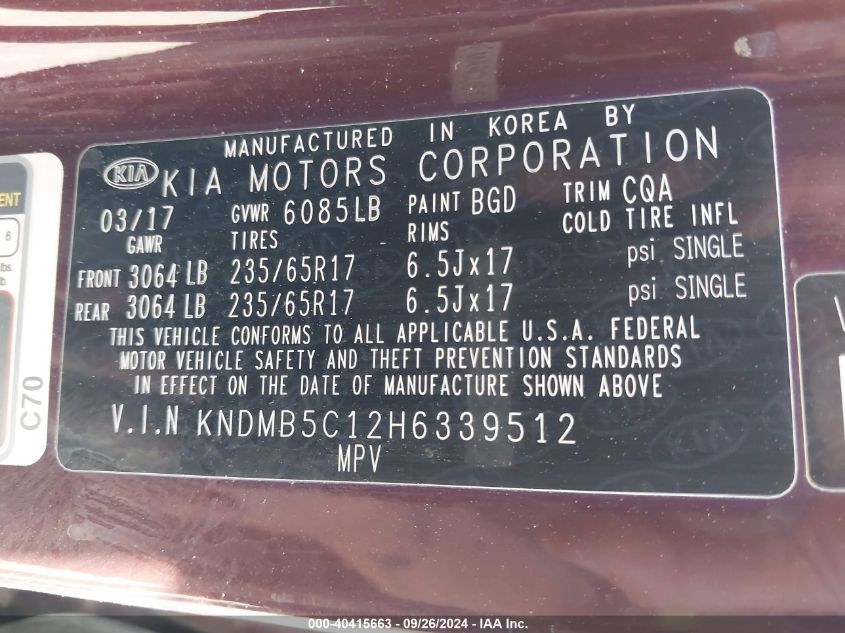 MANUFACTURED IN KOREA BY
KIA KIA MOTORS CORPORATION
03/17 GVWR 6085LB PAINT BGD TRIM CQA
GAWR TIRES RIMS COLD TIRE INFL
FRONT 3064 LB 235/65R17 6.5Jx17 psi SINGLE
REAR 3064 LB 235/65R17 6.5Jx17 psi SINGLE
THIS VEHICLE CONFORMS TO ALL APPLICABLE U.S.A. FEDERAL
MOTOR VEHICLE SAFETY AND THEFT PREVENTION STANDARDS
IN EFFECT ON THE DATE OF MANUFACTURE SHOWN ABOVE
V.I.N KNDMB5C12H6339512
MPV
6
lbs.
C70
000-40415663 - 09/26/2024 - IAA Inc.